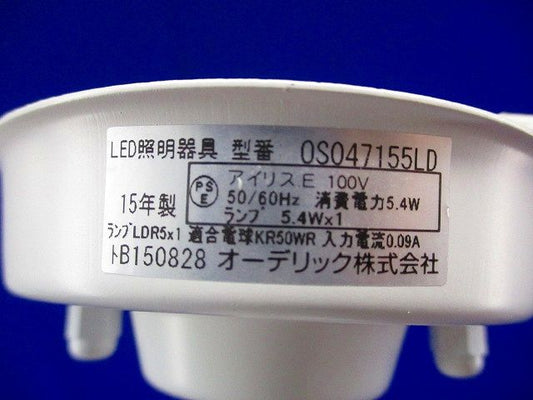 LED照明器具 型番 OS047155LD
PS E アイリスE 100V
15年製 50/60Hz 消費電力5.4W
ランプ 5.4W×1
ランプLDR5×1 適合電球KR50WR 入力電流0.09A
トB150828 オーデリック株式会社